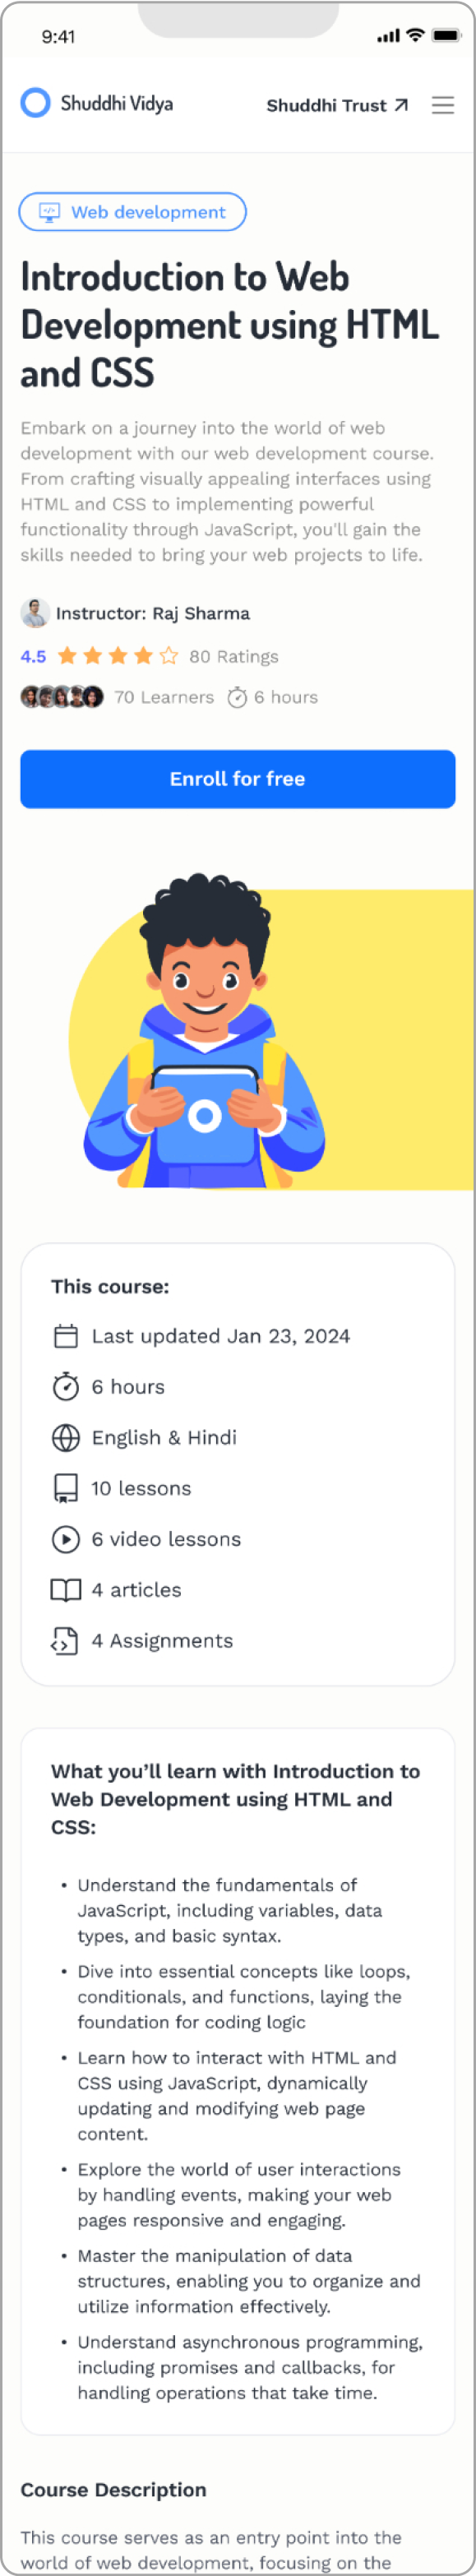 9:41
Shuddhi Vidya
Shuddhi Trust
Web development
Introduction to Web
Development using HTML
and CSS
Embark on a journey into the world of web
development with our web development course.
From crafting visually appealing interfaces using
HTML and CSS to implementing powerful
functionality through JavaScript, you'll gain the
skills needed to bring your web projects to life.
Instructor: Raj Sharma
4.5 80 Ratings
70 Learners 6 hours
Enroll for free
This course:
Last updated Jan 23, 2024
6 hours
English & Hindi
10 lessons
6 video lessons
4 articles
4 Assignments
What you’ll learn with Introduction to
Web Development using HTML and
CSS:
• Understand the fundamentals of
JavaScript, including variables, data
types, and basic syntax.
• Dive into essential concepts like loops,
conditionals, and functions, laying the
foundation for coding logic
• Learn how to interact with HTML and
CSS using JavaScript, dynamically
updating and modifying web page
content.
• Explore the world of user interactions
by handling events, making your web
pages responsive and engaging.
• Master the manipulation of data
structures, enabling you to organize and
utilize information effectively.
• Understand asynchronous programming,
including promises and callbacks, for
handling operations that take time.
Course Description
This course serves as an entry point into the
world of web development, focusing on the